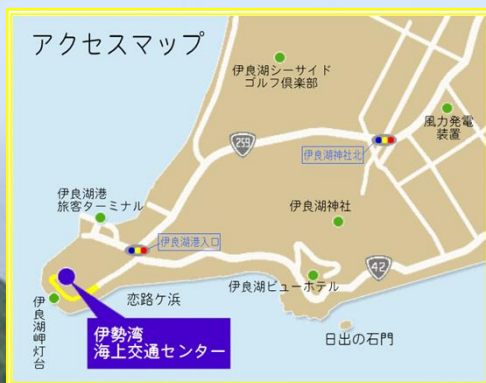 アクセスマップ
伊良湖シーサイド
ゴルフ倶楽部
風力発電
装置
259
伊良湖神社北
伊良湖港
旅客ターミナル
伊良湖神社
伊良湖港入口
42
伊良湖ビューホテル
恋路ヶ浜
伊良湖岬灯台
伊勢湾
海上交通センター
日出の石門